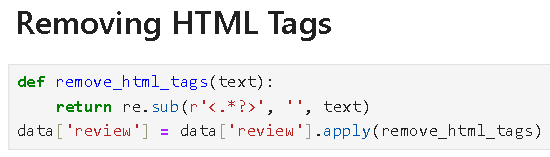 Removing HTML Tags
def remove_html_tags(text):
    return re.sub(r'<.*?>', '', text)
data['review'] = data['review'].apply(remove_html_tags)